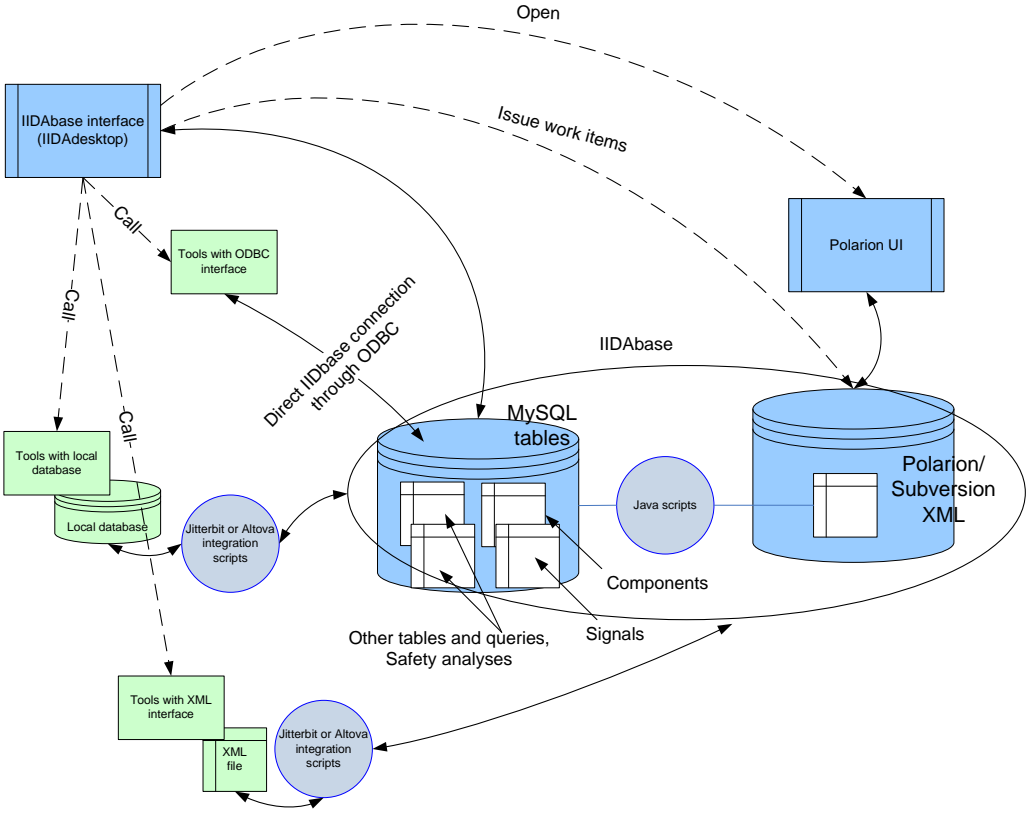 Open
IIDAbase interface
(IIDAdesktop)
Issue work items
Call
Tools with ODBC
interface
Polarion UI
Call
Direct IIDbase connection
through ODBC
IIDAbase
Call
MySQL
tables
Tools with local
database
Local database
Jitterbit or Altova
integration
scripts
Java scripts
Polarion/
Subversion
XML
Components
Signals
Other tables and queries,
Safety analyses
Tools with XML
interface
XML
file
Jitterbit or Altova
integration
scripts